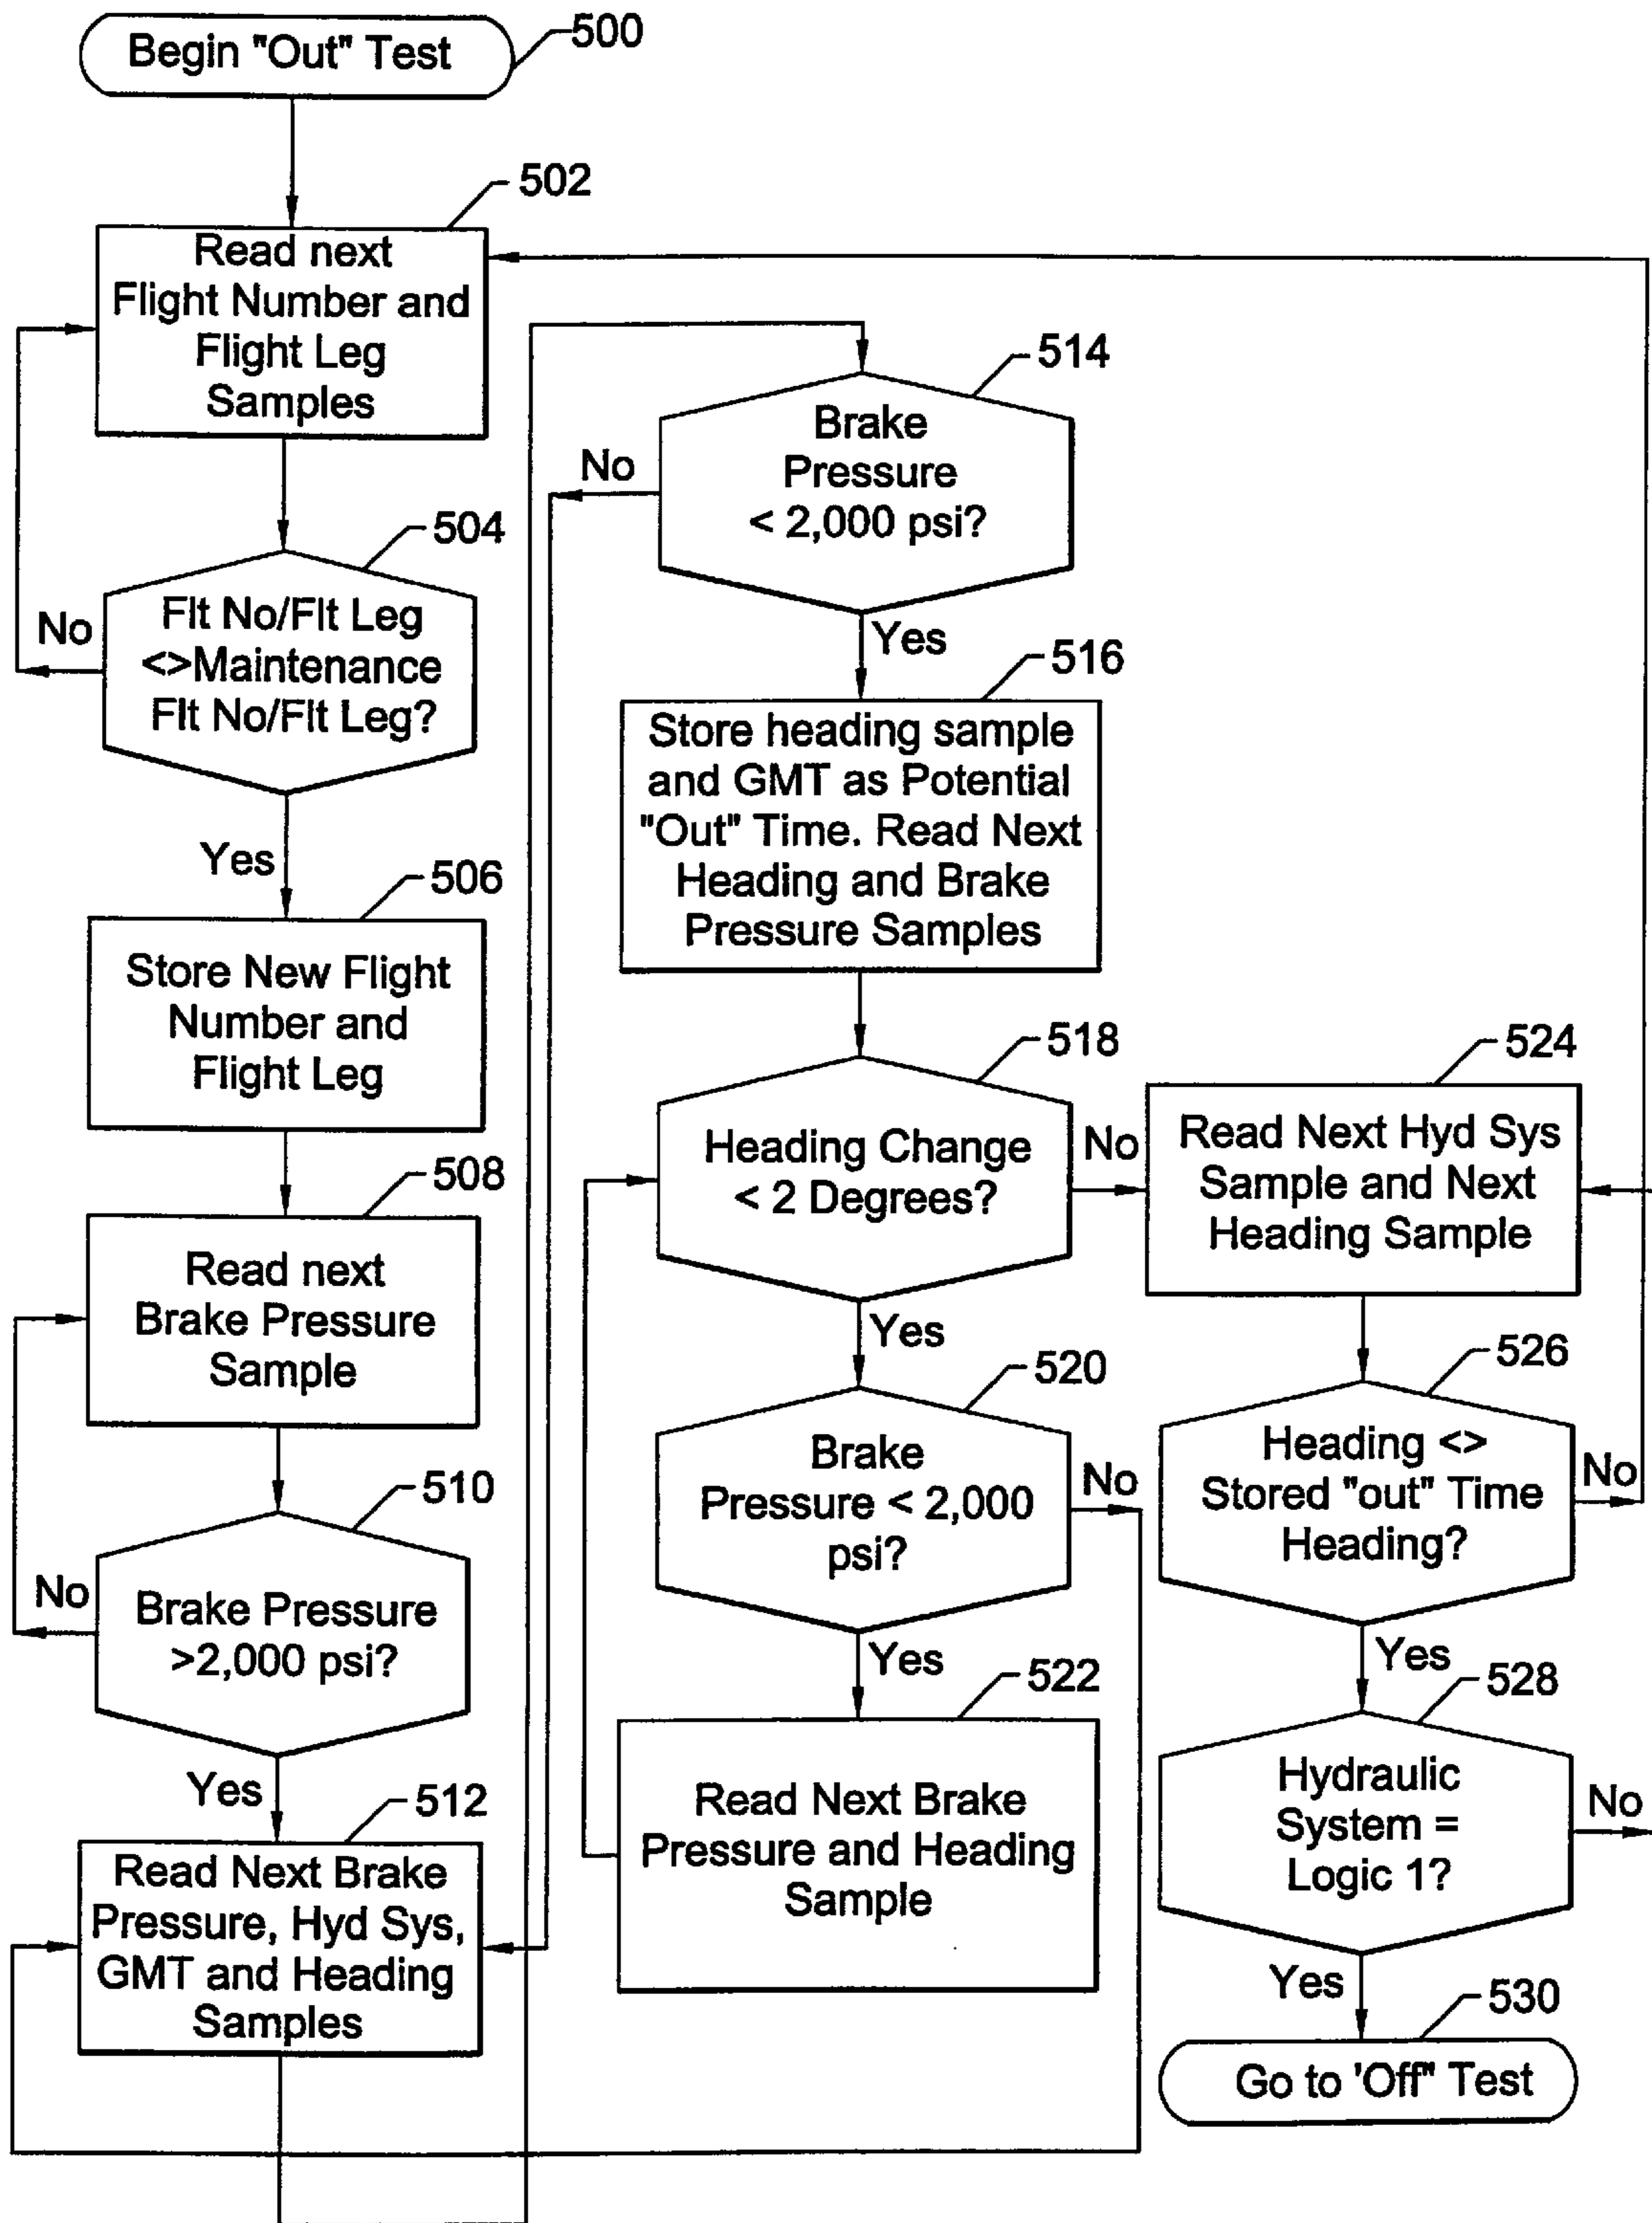 Begin "Out" Test
500
502
Read next
Flight Number and
Flight Leg
Samples
504
Flt No/Flt Leg
<>Maintenance
Flt No/Flt Leg?
No
Yes
506
Store New Flight
Number and
Flight Leg
508
Read next
Brake Pressure
Sample
510
Brake Pressure
>2,000 psi?
No
Yes
512
Read Next Brake
Pressure, Hyd Sys,
GMT and Heading
Samples
514
Brake
Pressure
< 2,000 psi?
No
Yes
516
Store heading sample
and GMT as Potential
"Out" Time. Read Next
Heading and Brake
Pressure Samples
518
Heading Change
< 2 Degrees?
No
Yes
520
Brake
Pressure < 2,000
psi?
No
Yes
522
Read Next Brake
Pressure and Heading
Sample
524
Read Next Hyd Sys
Sample and Next
Heading Sample
526
Heading <>
Stored "out" Time
Heading?
No
Yes
528
Hydraulic
System =
Logic 1?
No
Yes
530
Go to 'Off" Test